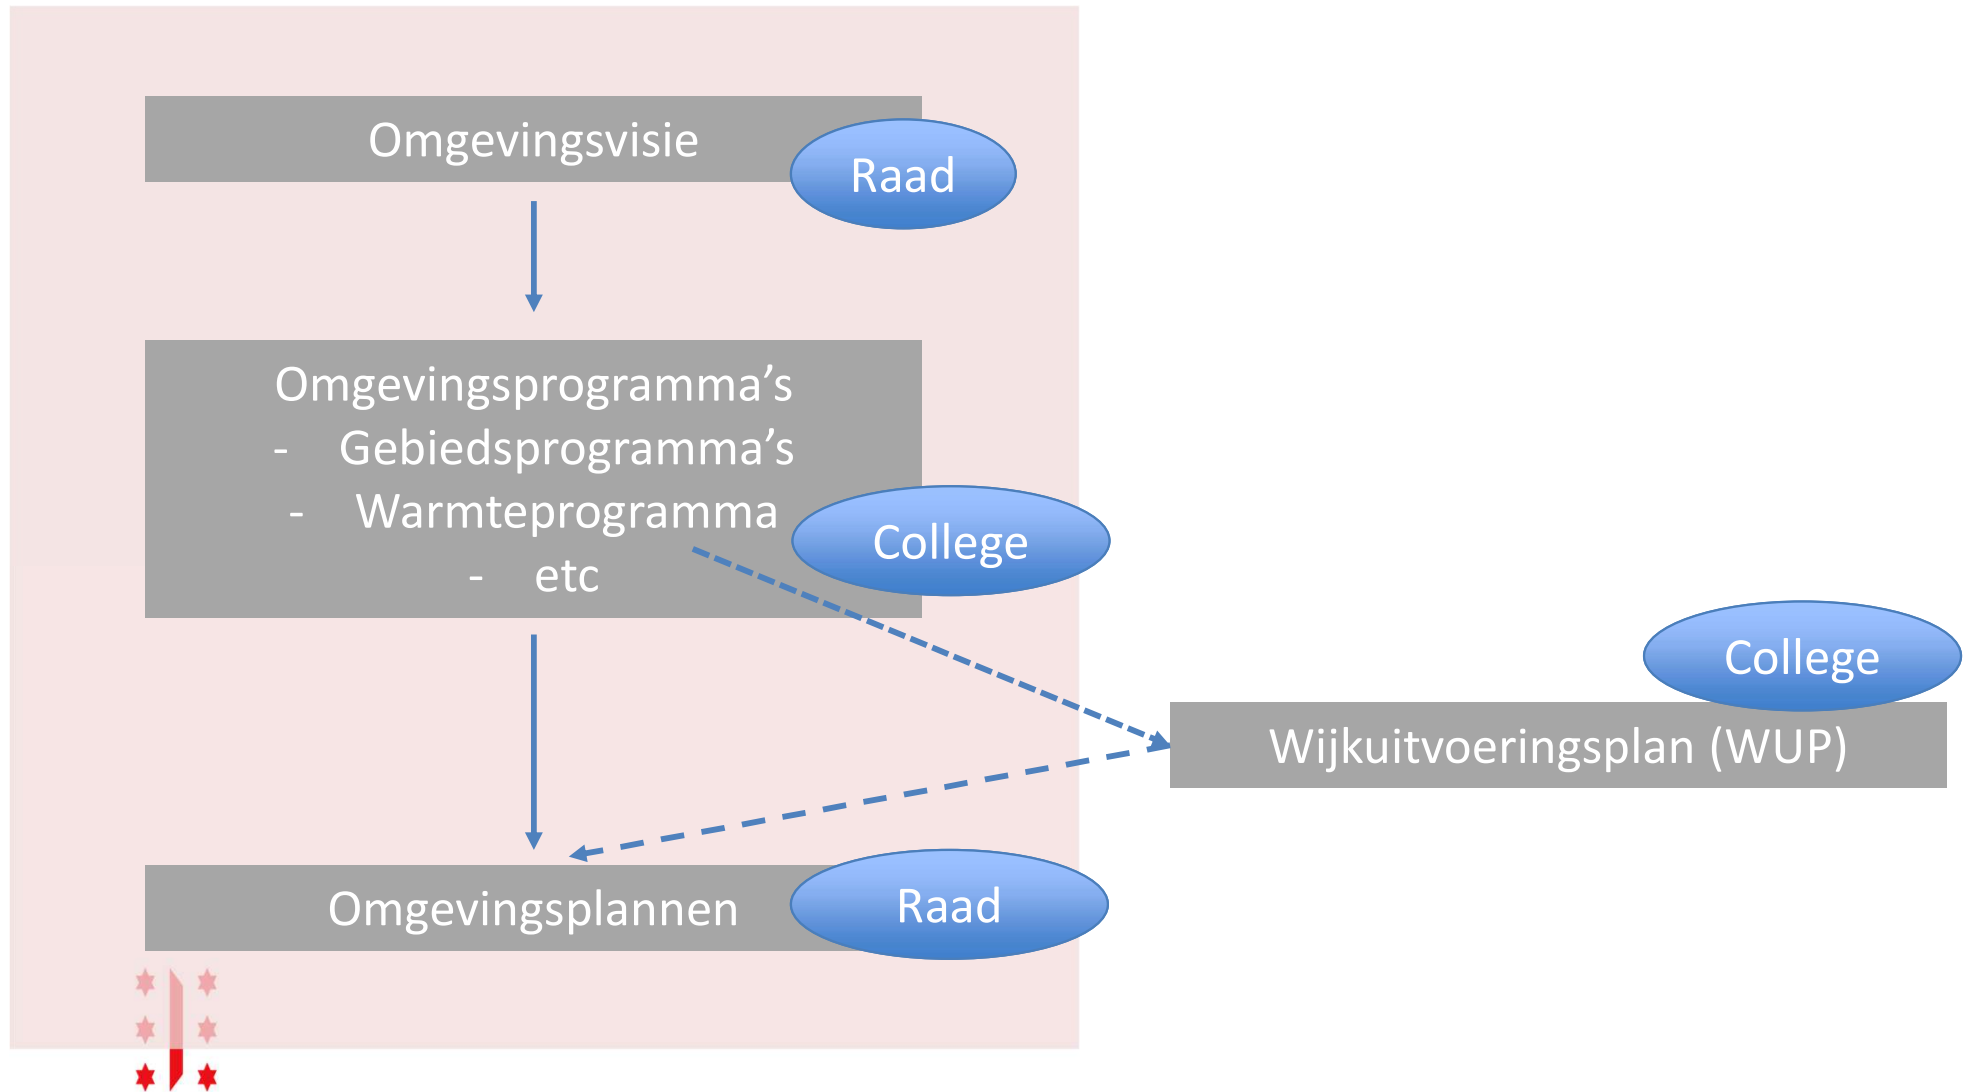 Omgevingsvisie
Raad
Omgevingsprogramma’s
- Gebiedsprogramma’s
- Warmteprogramma
- etc
College
College
Wijkuitvoeringsplan (WUP)
Omgevingsplannen
Raad